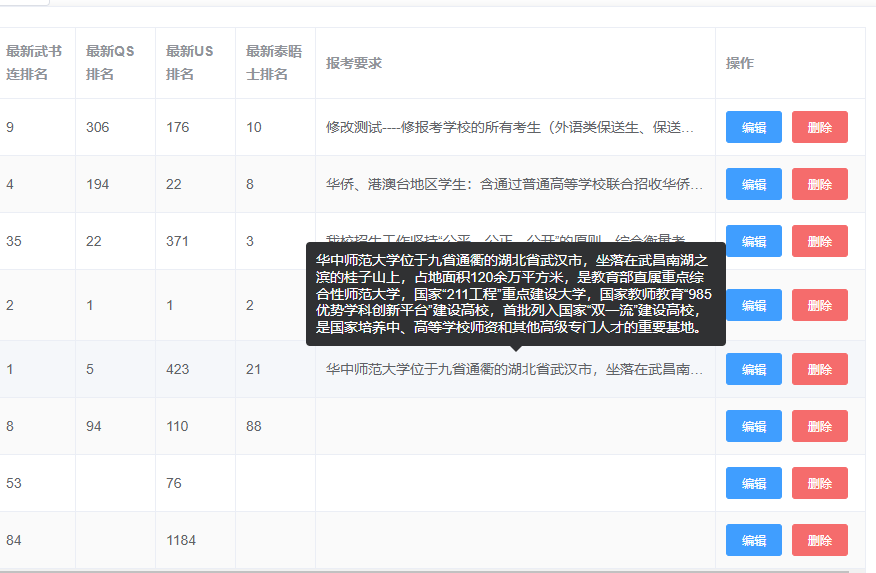 最新武书连排名
最新QS排名
最新US排名
最新泰晤士排名
报考要求
操作
9 306 176 10 修改测试----修报考学校的所有考生（外语类保送生、保送... 编辑 删除
4 194 22 8 华侨、港澳台地区学生：含通过普通高等学校联合招收华侨... 编辑 删除
35 22 371 3 我校招生工作坚持“公平、公正、公开”的原则，综合衡量考... 编辑 删除
华中师范大学位于九省通衢的湖北省武汉市，坐落在武昌南湖之
滨的桂子山上，占地面积120余万平方米，是教育部直属重点综
合性师范大学，国家“211工程”重点建设大学，国家教师教育“985
优势学科创新平台”建设高校，首批列入国家“双一流”建设高校，
是国家培养中、高等学校师资和其他高级专门人才的重要基地。
2 1 1 2 编辑 删除
1 5 423 21 华中师范大学位于九省通衢的湖北省武汉市，坐落在武昌南... 编辑 删除
8 94 110 88 编辑 删除
53 76 编辑 删除
84 1184 编辑 删除